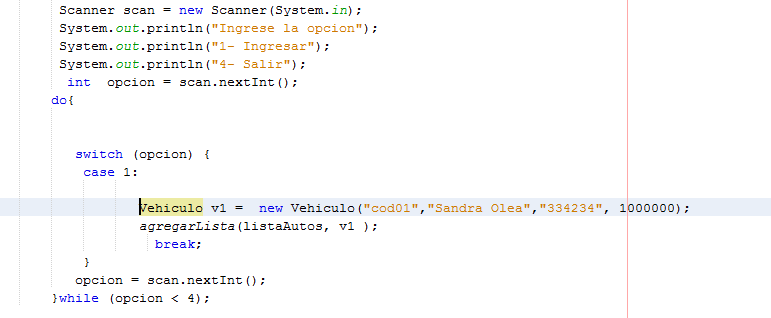 Scanner scan = new Scanner(System.in);
System.out.println("Ingrese la opcion");
System.out.println("1- Ingresar");
System.out.println("4- Salir");
int  opcion = scan.nextInt();
do{
switch (opcion) {
case 1:
Vehiculo v1 =  new Vehiculo("cod01","Sandra Olea","334234", 1000000);
agregarLista(listaAutos, v1 );
break;
}
opcion = scan.nextInt();
}while (opcion < 4);